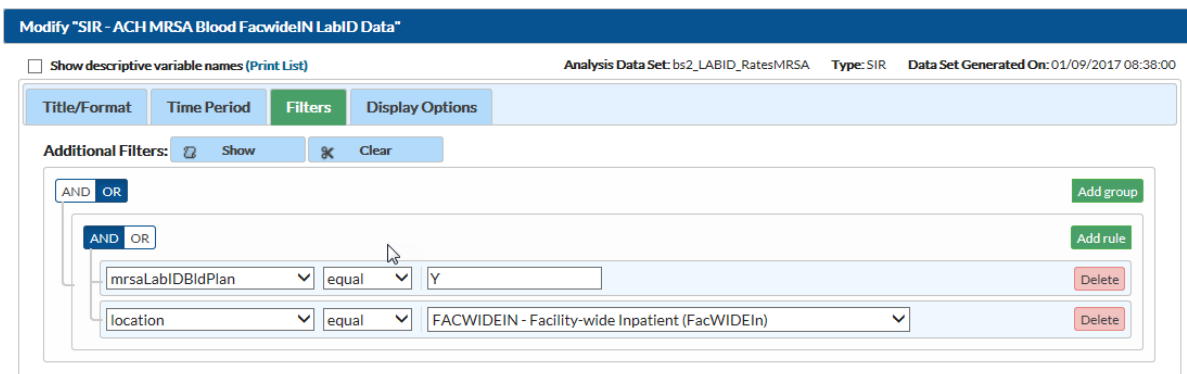 Modify "SIR - ACH MRSA Blood FacwideIN LabID Data"
Show descriptive variable names (Print List) Analysis Data Set: bs2_LABID_RatesMRSA Type: SIR Data Set Generated On: 01/09/2017 08:38:00
Title/Format Time Period Filters Display Options
Additional Filters: Show Clear
AND OR Add group
AND OR Add rule
mrsaLabIDBldPlan equal Y Delete
location equal FACWIDEIN - Facility-wide Inpatient (FacWIDEIn) Delete